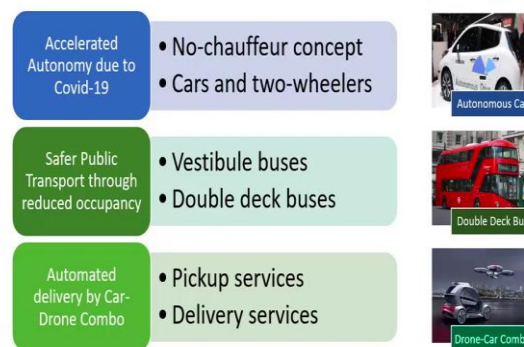 Accelerated
Autonomy due to
Covid-19
• No-chauffeur concept
• Cars and two-wheelers
Autonomous Ca
Safer Public
Transport through
reduced occupancy
• Vestibule buses
• Double deck buses
Double Deck Bu
Automated
delivery by Car-
Drone Combo
• Pickup services
• Delivery services
Drone-Car Comb